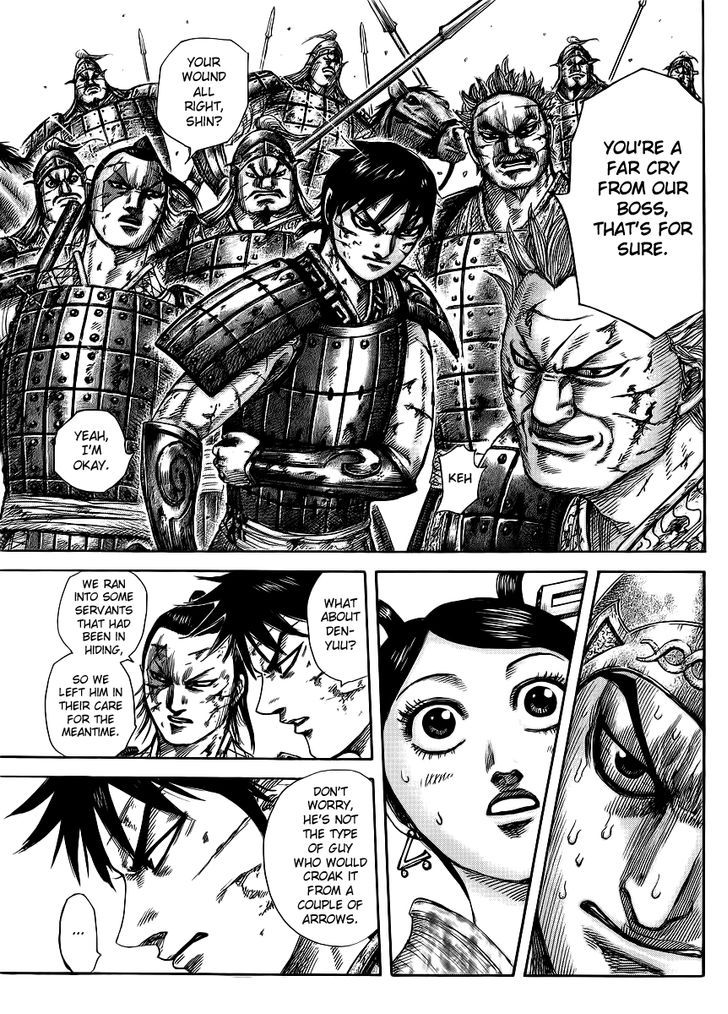 YOU'RE A
FAR CRY
FROM OUR
BOSS,
THAT'S FOR
SURE.
YOUR
WOUND
ALL
RIGHT,
SHIN?
KEH
YEAH,
I'M
OKAY.
WHAT
ABOUT
DEN-
YUU?
WE RAN
INTO SOME
SERVANTS
THAT HAD
BEEN IN
HIDING,
SO WE
LEFT HIM IN
THEIR CARE
FOR THE
MEANTIME.
DON'T
WORRY,
HE'S NOT
THE TYPE
OF GUY
WHO WOULD
CROAK IT
FROM A
COUPLE OF
ARROWS.
...